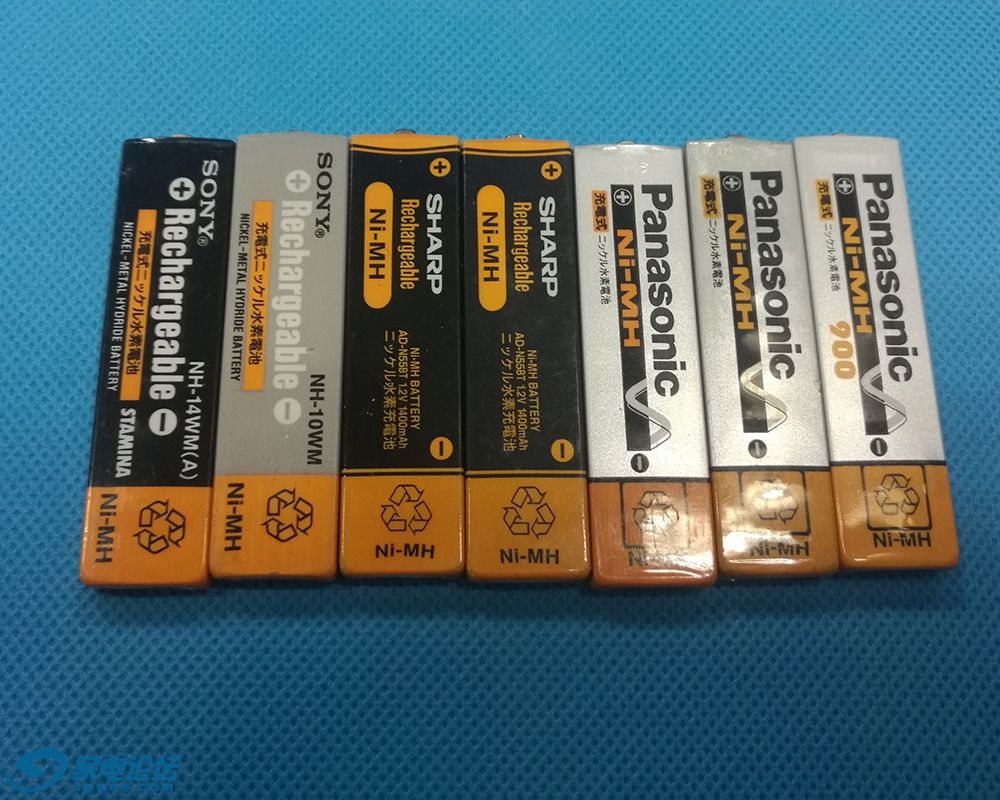 SONY®
+ Rechargeable −
充電式ニッケル水素電池
NICKEL-METAL HYDRIDE BATTERY
NH-14WM(A)
STAMINA
Ni-MH
SONY®
+ Rechargeable −
充電式ニッケル水素電池
NICKEL-METAL HYDRIDE BATTERY
NH-10WM
Ni-MH
SHARP
Rechargeable
Ni-MH
Ni-MH BATTERY
AD-N55BT 1.2V 1400mAh
ニッケル水素充電池
Ni-MH
SHARP
Rechargeable
Ni-MH
Ni-MH BATTERY
AD-N55BT 1.2V 1400mAh
ニッケル水素充電池
Ni-MH
Panasonic
Ni-MH
充電式 ニッケル水素電池
Ni-MH
Panasonic
Ni-MH
充電式 ニッケル水素電池
Ni-MH
Panasonic
Ni-MH
充電式 ニッケル水素電池
900
Ni-MH
家电论坛